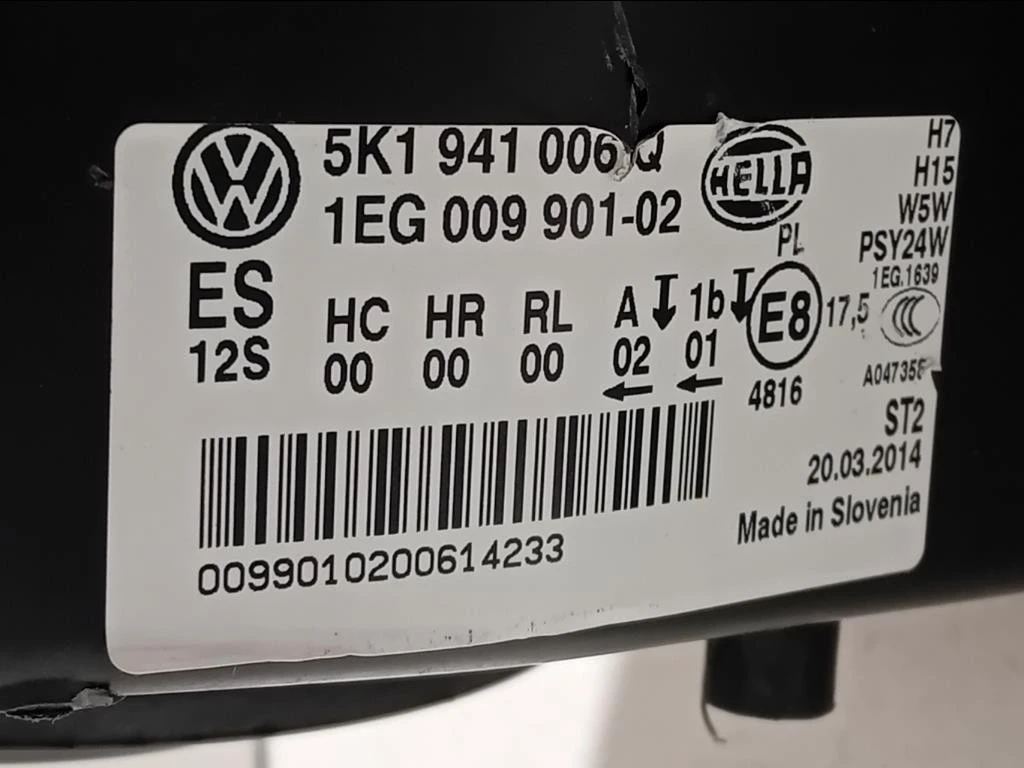 5K1 941 006 Q
1EG 009 901-02
HELLA
H7
H15
W5W
PSY24W
1EG.1639
ES
12S
HC HR RL A 1b
00 00 00 02 01
PL
E8
17,5
4816
ST2
20.03.2014
Made in Slovenia
0099010200614233